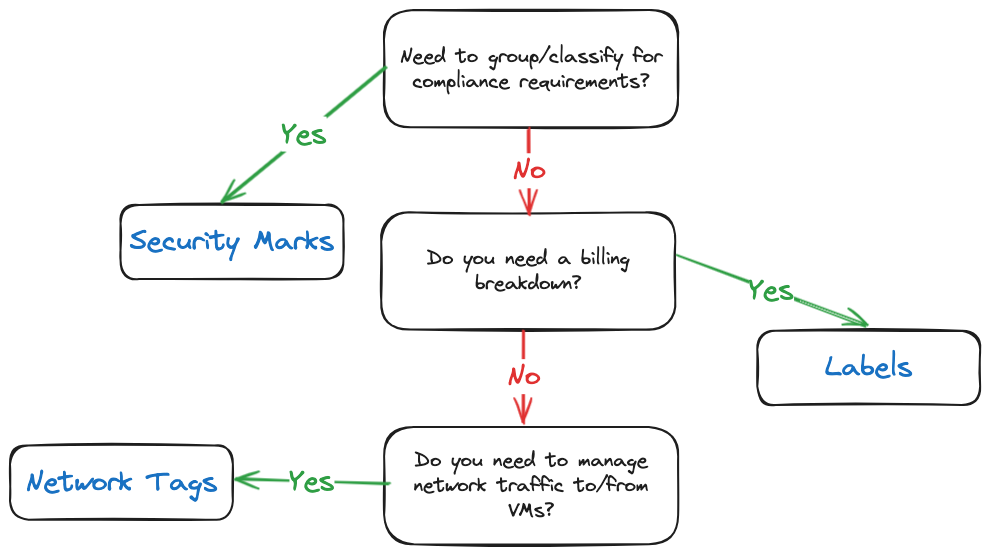 Need to group/classify for
compliance requirements?
Yes
No
Security Marks
Do you need a billing
breakdown?
Yes
Labels
No
Do you need to manage
network traffic to/from
VMs?
Yes
Network Tags